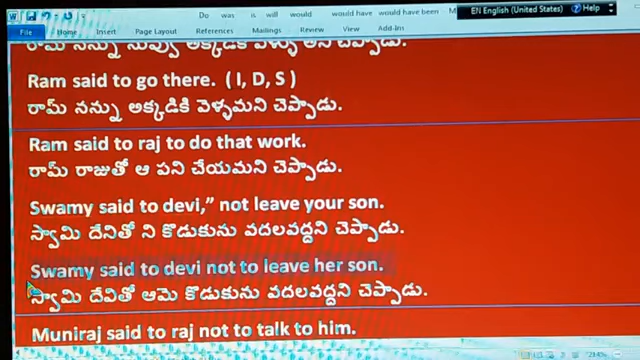 Do was is will would would have would have been M
EN English (United States) Help
File Home Insert Page Layout References Mailings Review View Add-Ins
రామ్ నన్ను నువ్వు అక్కడికి వెళ్ళు అని చెప్పాడు.
Ram said to go there. ( I, D, S )
రామ్ నన్ను అక్కడికి వెళ్ళమని చెప్పాడు.
Ram said to raj to do that work.
రామ్ రాజుతో ఆ పని చేయమని చెప్పాడు.
Swamy said to devi,” not leave your son.
స్వామి దేనితో ని కొడుకును వదలవద్దని చెప్పాడు.
Swamy said to devi not to leave her son.
స్వామి దేవితో ఆమె కొడుకును వదలవద్దని చెప్పాడు.
Muniraj said to raj not to talk to him.